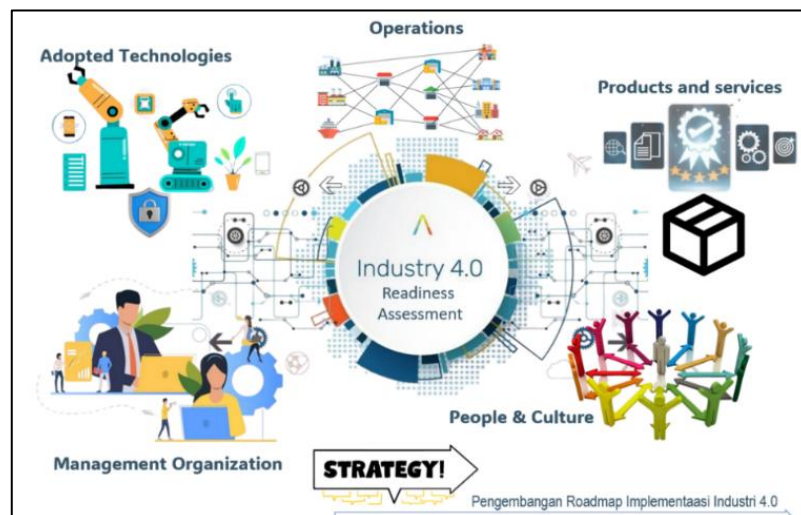 Operations
Adopted Technologies
Products and services
Industry 4.0
Readiness
Assessment
People & Culture
Management Organization
STRATEGY!
Pengembangan Roadmap Implementaasi Industri 4.0